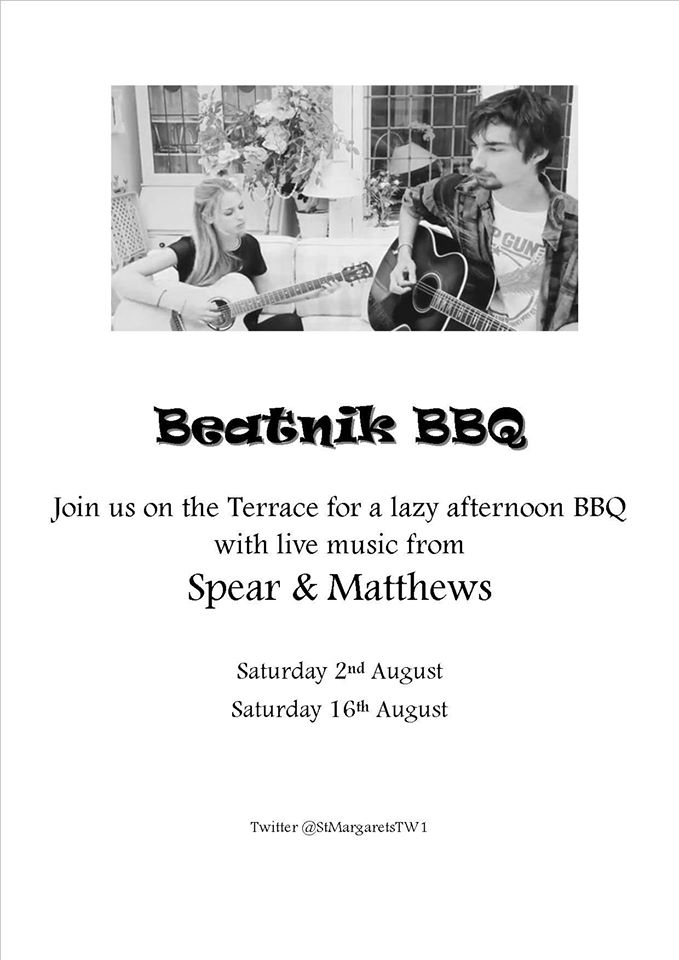 P GUN
Beatnik BBQ
Join us on the Terrace for a lazy afternoon BBQ
with live music from
Spear & Matthews
Saturday 2nd August
Saturday 16th August
Twitter @StMargaretsTW1